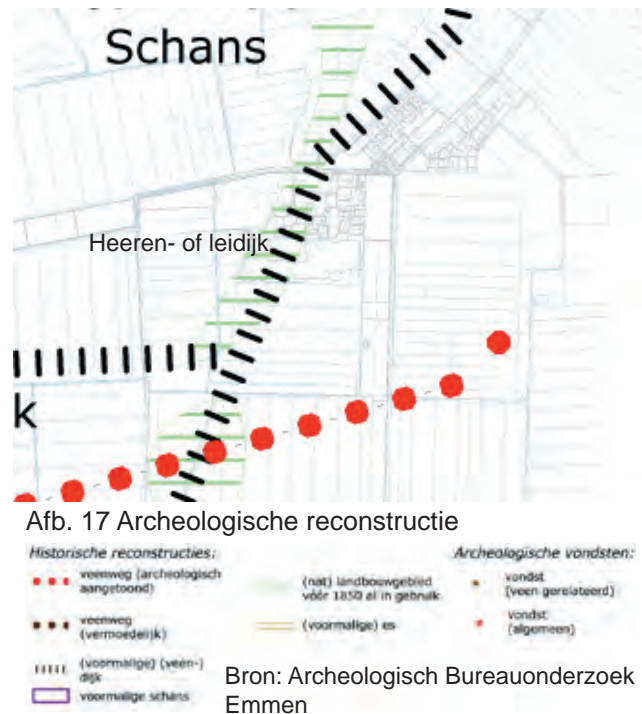 Schans
Heeren- of leidijk
k
Afb. 17 Archeologische reconstructie
Historische reconstructies:
veenweg (archeologisch
aangetoond)
veenweg
(vermoedelijk)
(voormalige) (veen-)
dijk
voormalige schans
(nat) landbouwgebied
vóór 1850 al in gebruik
(voormalige) es
Archeologische vondsten:
vondst
(veen gerelateerd)
vondst
(algemeen)
Bron: Archeologisch Bureauonderzoek
Emmen